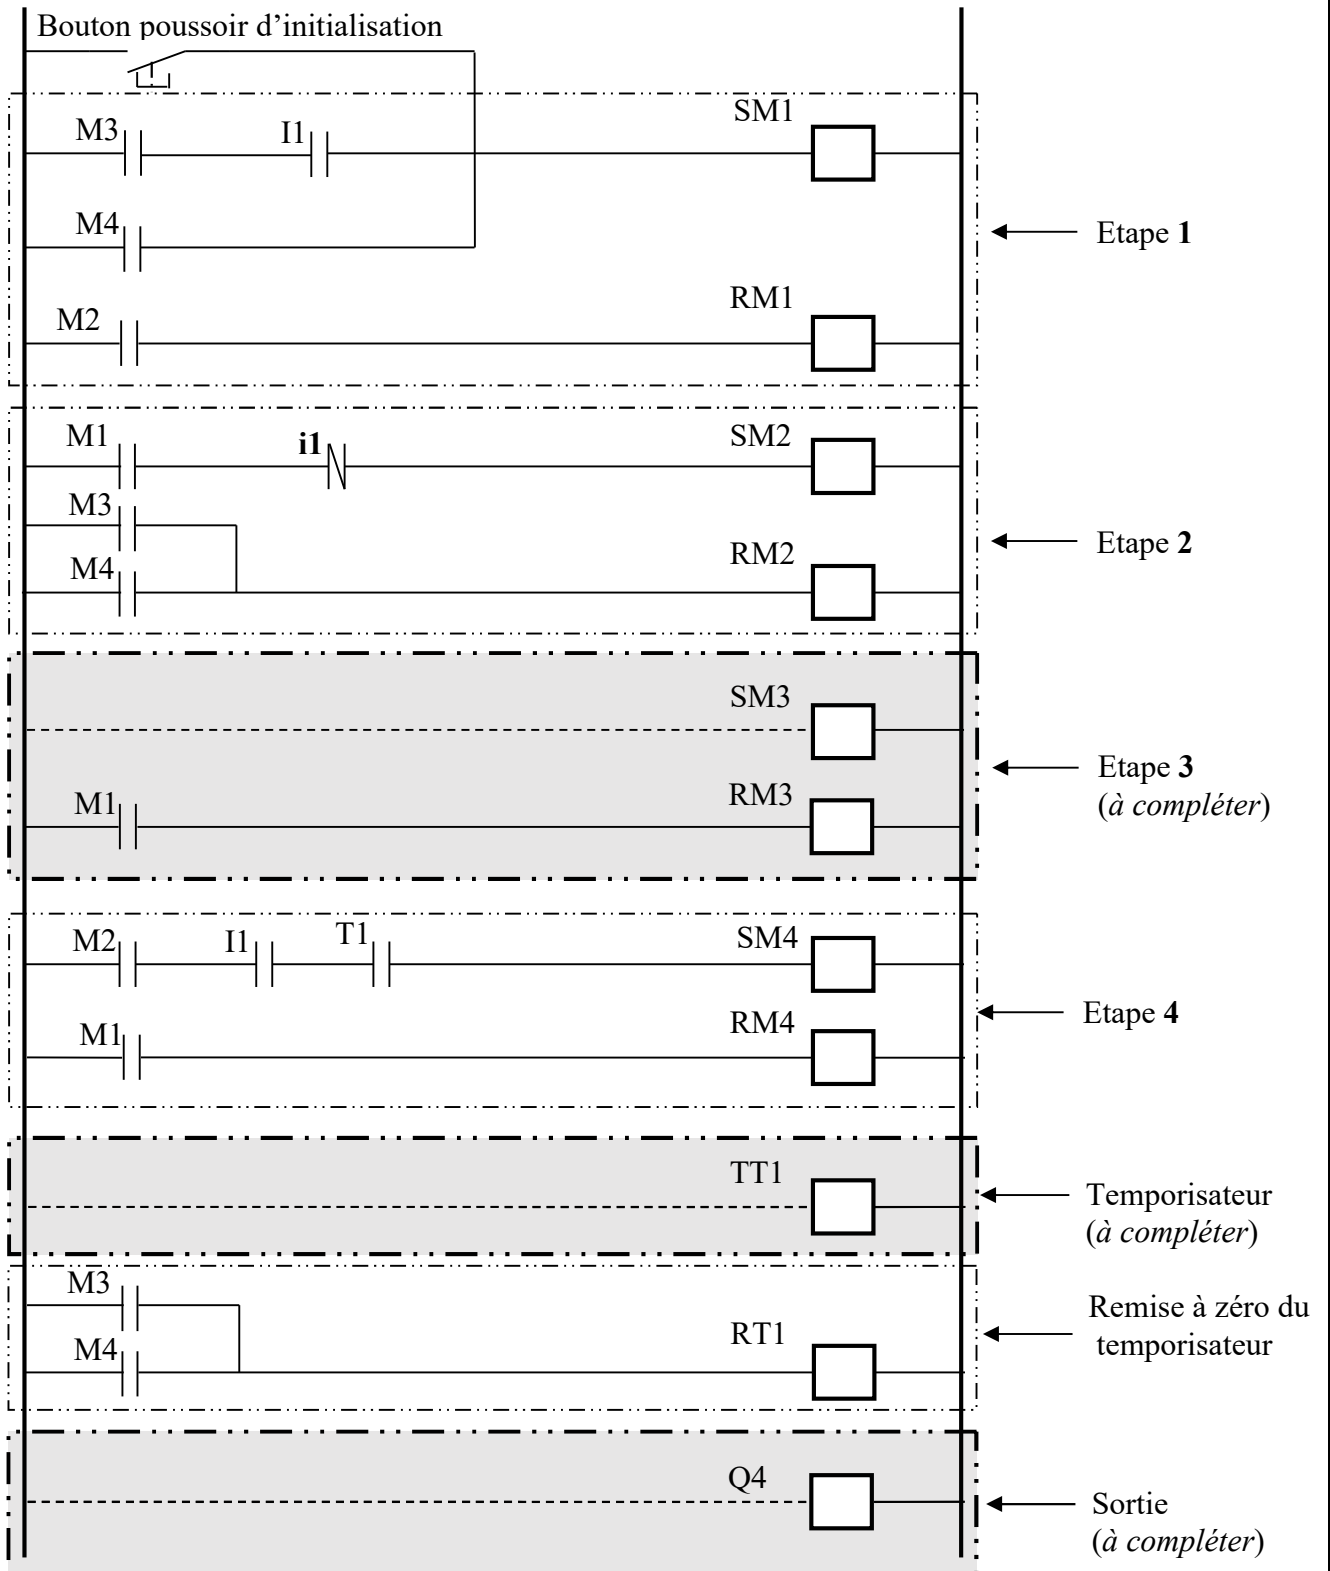 Bouton poussoir d'initialisation
M3 I1 SM1
M4
Etape 1
M2 RM1
M1 i1 SM2
M3
M4 RM2
Etape 2
SM3
M1 RM3
Etape 3
(à compléter)
M2 I1 T1 SM4
M1 RM4
Etape 4
TT1
Temporisateur
(à compléter)
M3
M4 RT1
Remise à zéro du
temporisateur
Q4
Sortie
(à compléter)